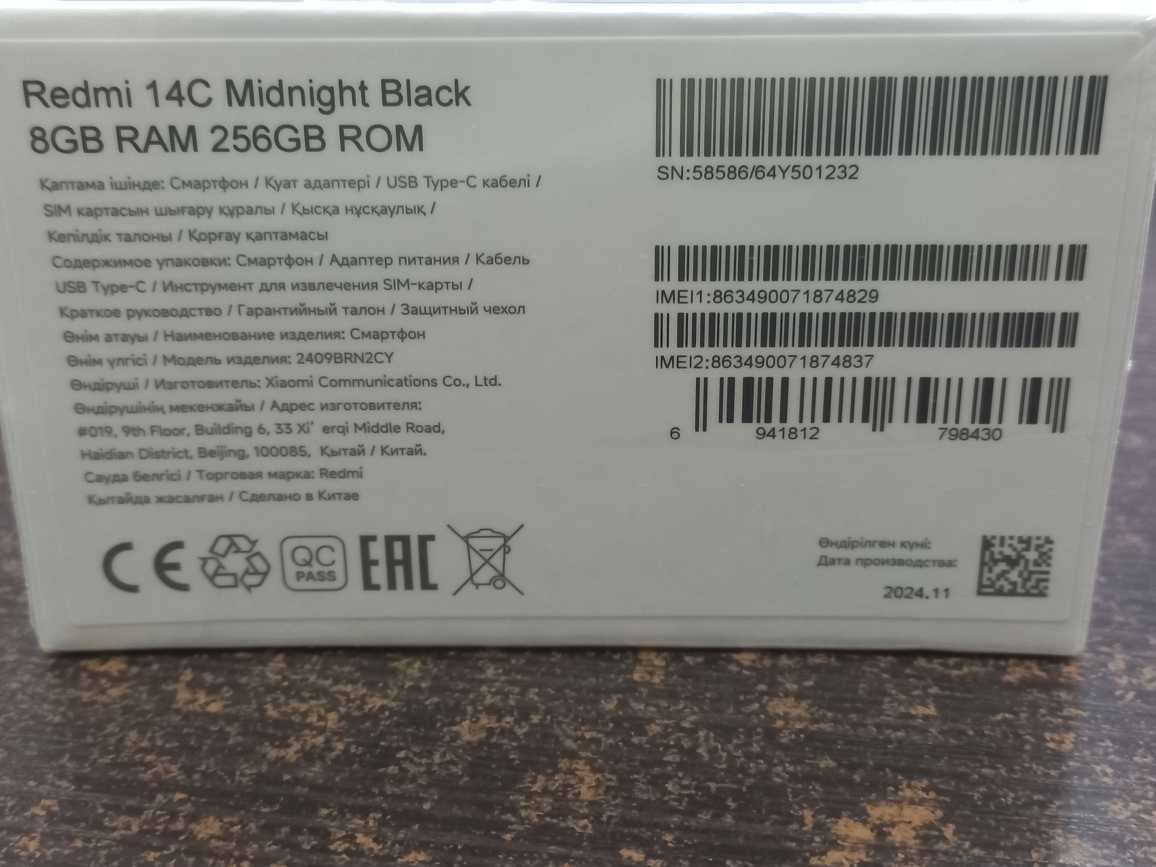 Redmi 14C Midnight Black
8GB RAM 256GB ROM
Қаптама ішінде: Смартфон / Қуат адаптері / USB Type-C кабелі /
SIM картасын шығару құралы / Қысқа нұсқаулық /
Кепілдік талоны / Қорғау қаптамасы
Содержимое упаковки: Смартфон / Адаптер питания / Кабель
USB Type-C / Инструмент для извлечения SIM-карты /
Краткое руководство / Гарантийный талон / Защитный чехол
Өнім атауы / Наименование изделия: Смартфон
Өнім үлгісі / Модель изделия: 2409BRN2CY
Өндіруші / Изготовитель: Xiaomi Communications Co., Ltd.
Өндірушінің мекенжайы / Адрес изготовителя:
#019, 9th Floor, Building 6, 33 Xi' erqi Middle Road,
Haidian District, Beijing, 100085, Қытай / Китай.
Сауда белгісі / Торговая марка: Redmi
Қытайда жасалған / Сделано в Китае
CE
QC
PASS
EAC
SN:58586/64Y501232
IMEI1:863490071874829
IMEI2:863490071874837
6 941812 798430
Өндірілген күні:
Дата производства:
2024.11